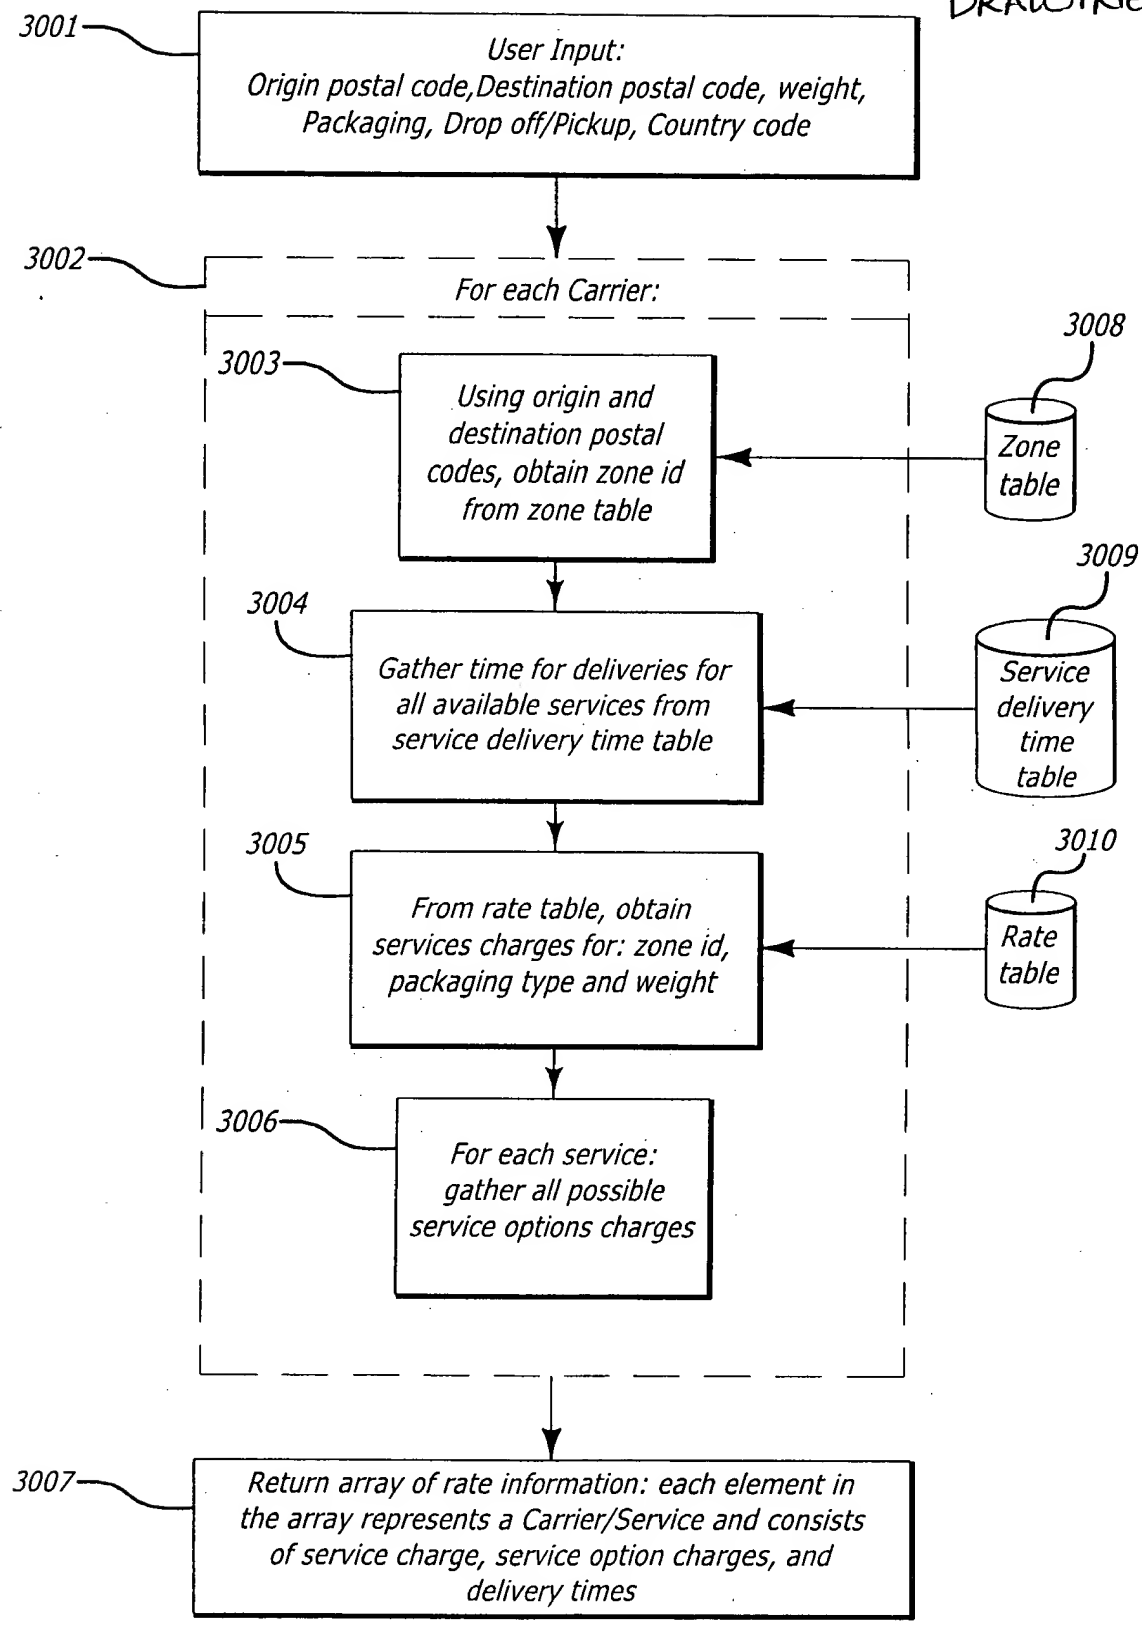 3001
User Input:
Origin postal code,Destination postal code, weight,
Packaging, Drop off/Pickup, Country code
3002
For each Carrier:
3003
Using origin and
destination postal
codes, obtain zone id
from zone table
3008
Zone
table
3004
Gather time for deliveries for
all available services from
service delivery time table
3009
Service
delivery
time
table
3005
From rate table, obtain
services charges for: zone id,
packaging type and weight
3010
Rate
table
3006
For each service:
gather all possible
service options charges
3007
Return array of rate information: each element in
the array represents a Carrier/Service and consists
of service charge, service option charges, and
delivery times